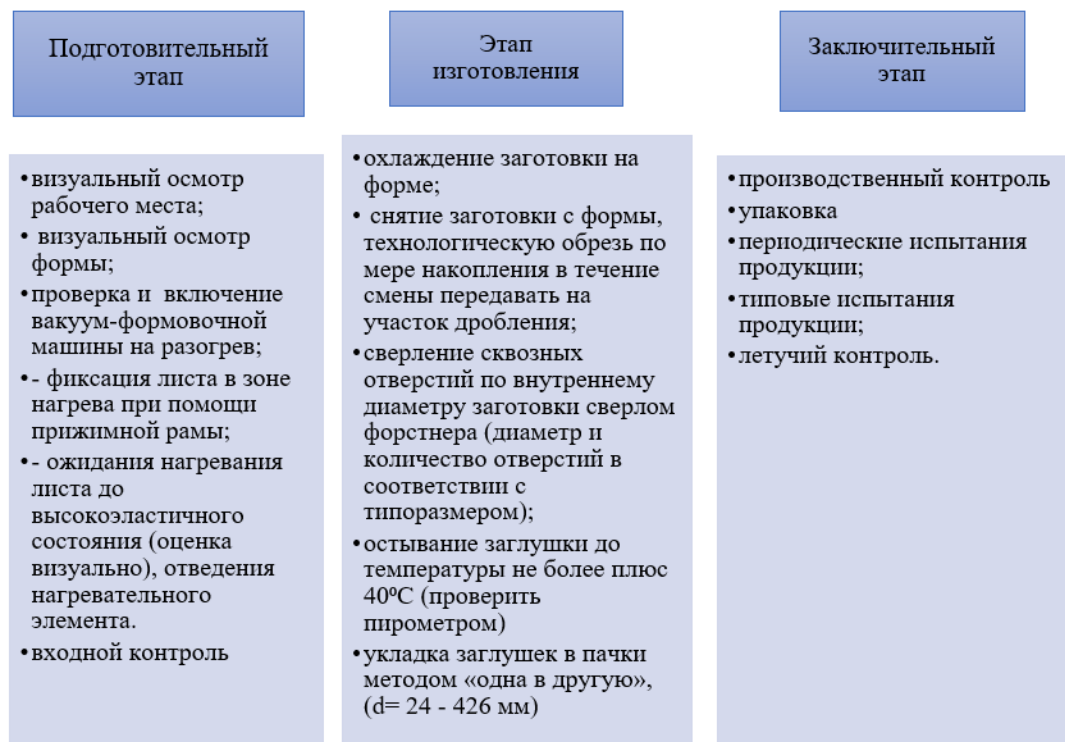 Подготовительный
этап
•визуальный осмотр
рабочего места;
• визуальный осмотр
формы;
•проверка и включение
вакуум-формовочной
машины на разогрев;
•- фиксация листа в зоне
нагрева при помощи
прижимной рамы;
•- ожидания нагревания
листа до
высокоэластичного
состояния (оценка
визуально), отведения
нагревательного
элемента.
•входной контроль
Этап
изготовления
•охлаждение заготовки на
форме;
• снятие заготовки с формы,
технологическую обрезь по
мере накопления в течение
смены передавать на
участок дробления;
•сверление сквозных
отверстий по внутреннему
диаметру заготовки сверлом
форстнера (диаметр и
количество отверстий в
соответствии с
типоразмером);
•остывание заглушки до
температуры не более плюс
40⁰С (проверить
пирометром)
•укладка заглушек в пачки
методом «одна в другую»,
(d= 24 - 426 мм)
Заключительный
этап
•производственный контроль
•упаковка
•периодические испытания
продукции;
•типовые испытания
продукции;
•летучий контроль.